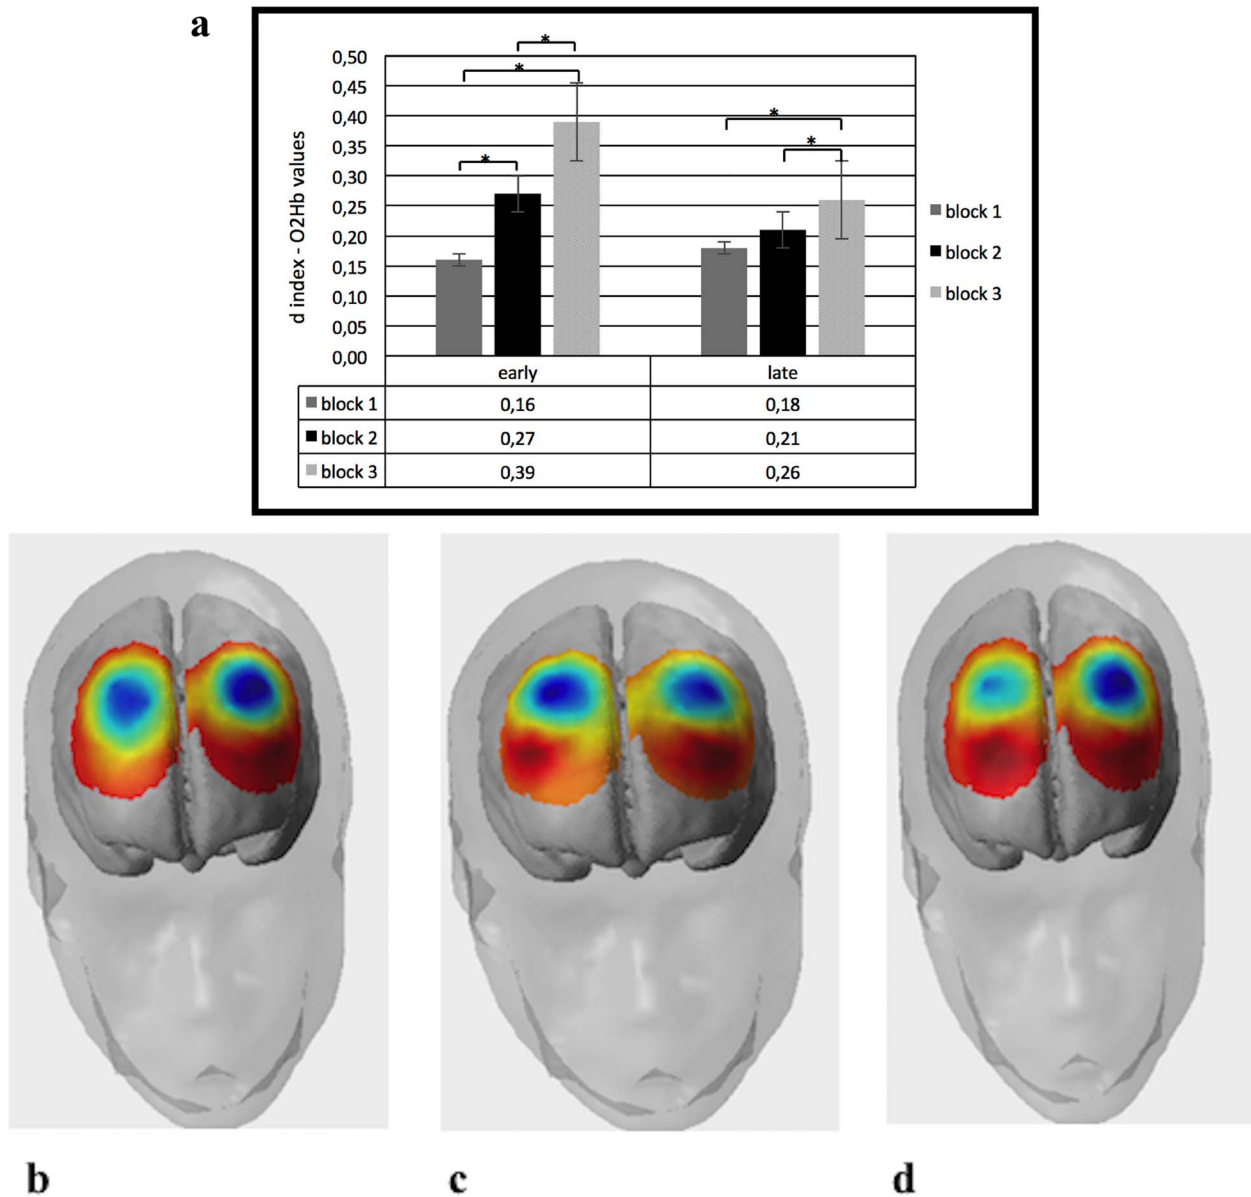 a
*
*
0,50
0,45
0,40
*
0,35
*
0,30
*
0,25
0,20
0,15
0,10
0,05
0,00
d index - O2Hb values
block 1
block 2
block 3
early late
block 1 0,16 0,18
block 2 0,27 0,21
block 3 0,39 0,26
b c d